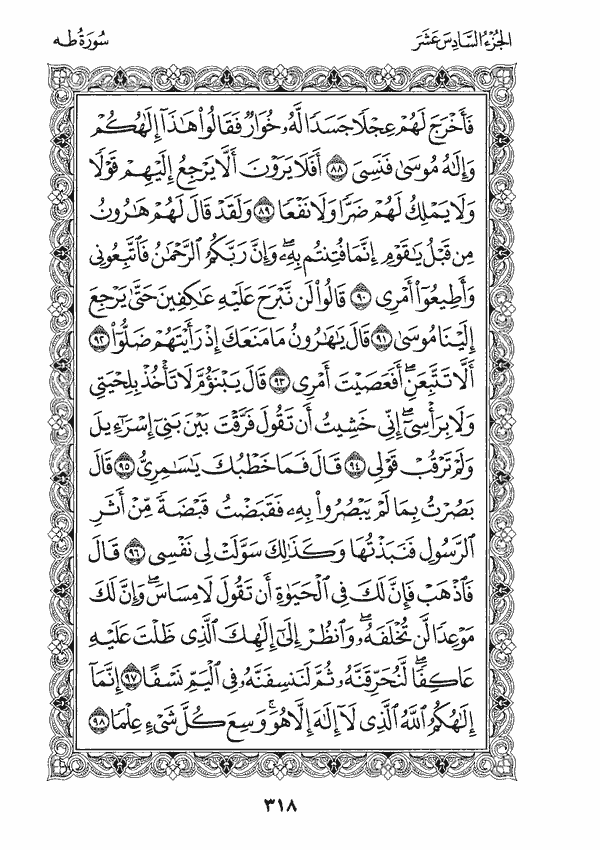 الجزء السادس عشر
سورة طه
فَأَخْرَجَ لَهُمْ عِجْلًا جَسَدًا لَّهُۥ خُوَارٌ فَقَالُوا۟ هَٰذَآ إِلَٰهُكُمْ
وَإِلَٰهُ مُوسَىٰ فَنَسِىَ ٨٨ أَفَلَا يَرَوْنَ أَلَّا يَرْجِعُ إِلَيْهِمْ قَوْلًا
وَلَا يَمْلِكُ لَهُمْ ضَرًّا وَلَا نَفْعًا ٨٩ وَلَقَدْ قَالَ لَهُمْ هَٰرُونُ
مِن قَبْلُ يَٰقَوْمِ إِنَّمَا فُتِنتُم بِهِۦ ۖ وَإِنَّ رَبَّكُمُ ٱلرَّحْمَٰنُ فَٱتَّبِعُونِى
وَأَطِيعُوٓا۟ أَمْرِى ٩٠ قَالُوا۟ لَن نَّبْرَحَ عَلَيْهِ عَٰكِفِينَ حَتَّىٰ يَرْجِعَ
إِلَيْنَا مُوسَىٰ ٩١ قَالَ يَٰهَٰرُونُ مَا مَنَعَكَ إِذْ رَأَيْتَهُمْ ضَلُّوٓا۟ ٩٢
أَلَّا تَتَّبِعَنِ ۖ أَفَعَصَيْتَ أَمْرِى ٩٣ قَالَ يَبْنَؤُمَّ لَا تَأْخُذْ بِلِحْيَتِى
وَلَا بِرَأْسِىٓ ۖ إِنِّى خَشِيتُ أَن تَقُولَ فَرَّقْتَ بَيْنَ بَنِىٓ إِسْرَٰٓءِيلَ
وَلَمْ تَرْقُبْ قَوْلِى ٩٤ قَالَ فَمَا خَطْبُكَ يَٰسَٰمِرِىُّ ٩٥ قَالَ
بَصُرْتُ بِمَا لَمْ يَبْصُرُوا۟ بِهِۦ فَقَبَضْتُ قَبْضَةً مِّنْ أَثَرِ
ٱلرَّسُولِ فَنَبَذْتُهَا وَكَذَٰلِكَ سَوَّلَتْ لِى نَفْسِى ٩٦ قَالَ
فَٱذْهَبْ فَإِنَّ لَكَ فِى ٱلْحَيَوٰةِ أَن تَقُولَ لَا مِسَاسَ ۖ وَإِنَّ لَكَ
مَوْعِدًا لَّن تُخْلَفَهُۥ ۖ وَٱنظُرْ إِلَىٰٓ إِلَٰهِكَ ٱلَّذِى ظَلْتَ عَلَيْهِ
عَاكِفًا ۖ لَّنُحَرِّقَنَّهُۥ ثُمَّ لَنَنسِفَنَّهُۥ فِى ٱلْيَمِّ نَسْفًا ٩٧ إِنَّمَآ
إِلَٰهُكُمُ ٱللَّهُ ٱلَّذِى لَآ إِلَٰهَ إِلَّا هُوَ ۚ وَسِعَ كُلَّ شَىْءٍ عِلْمًا ٩٨
٣١٨